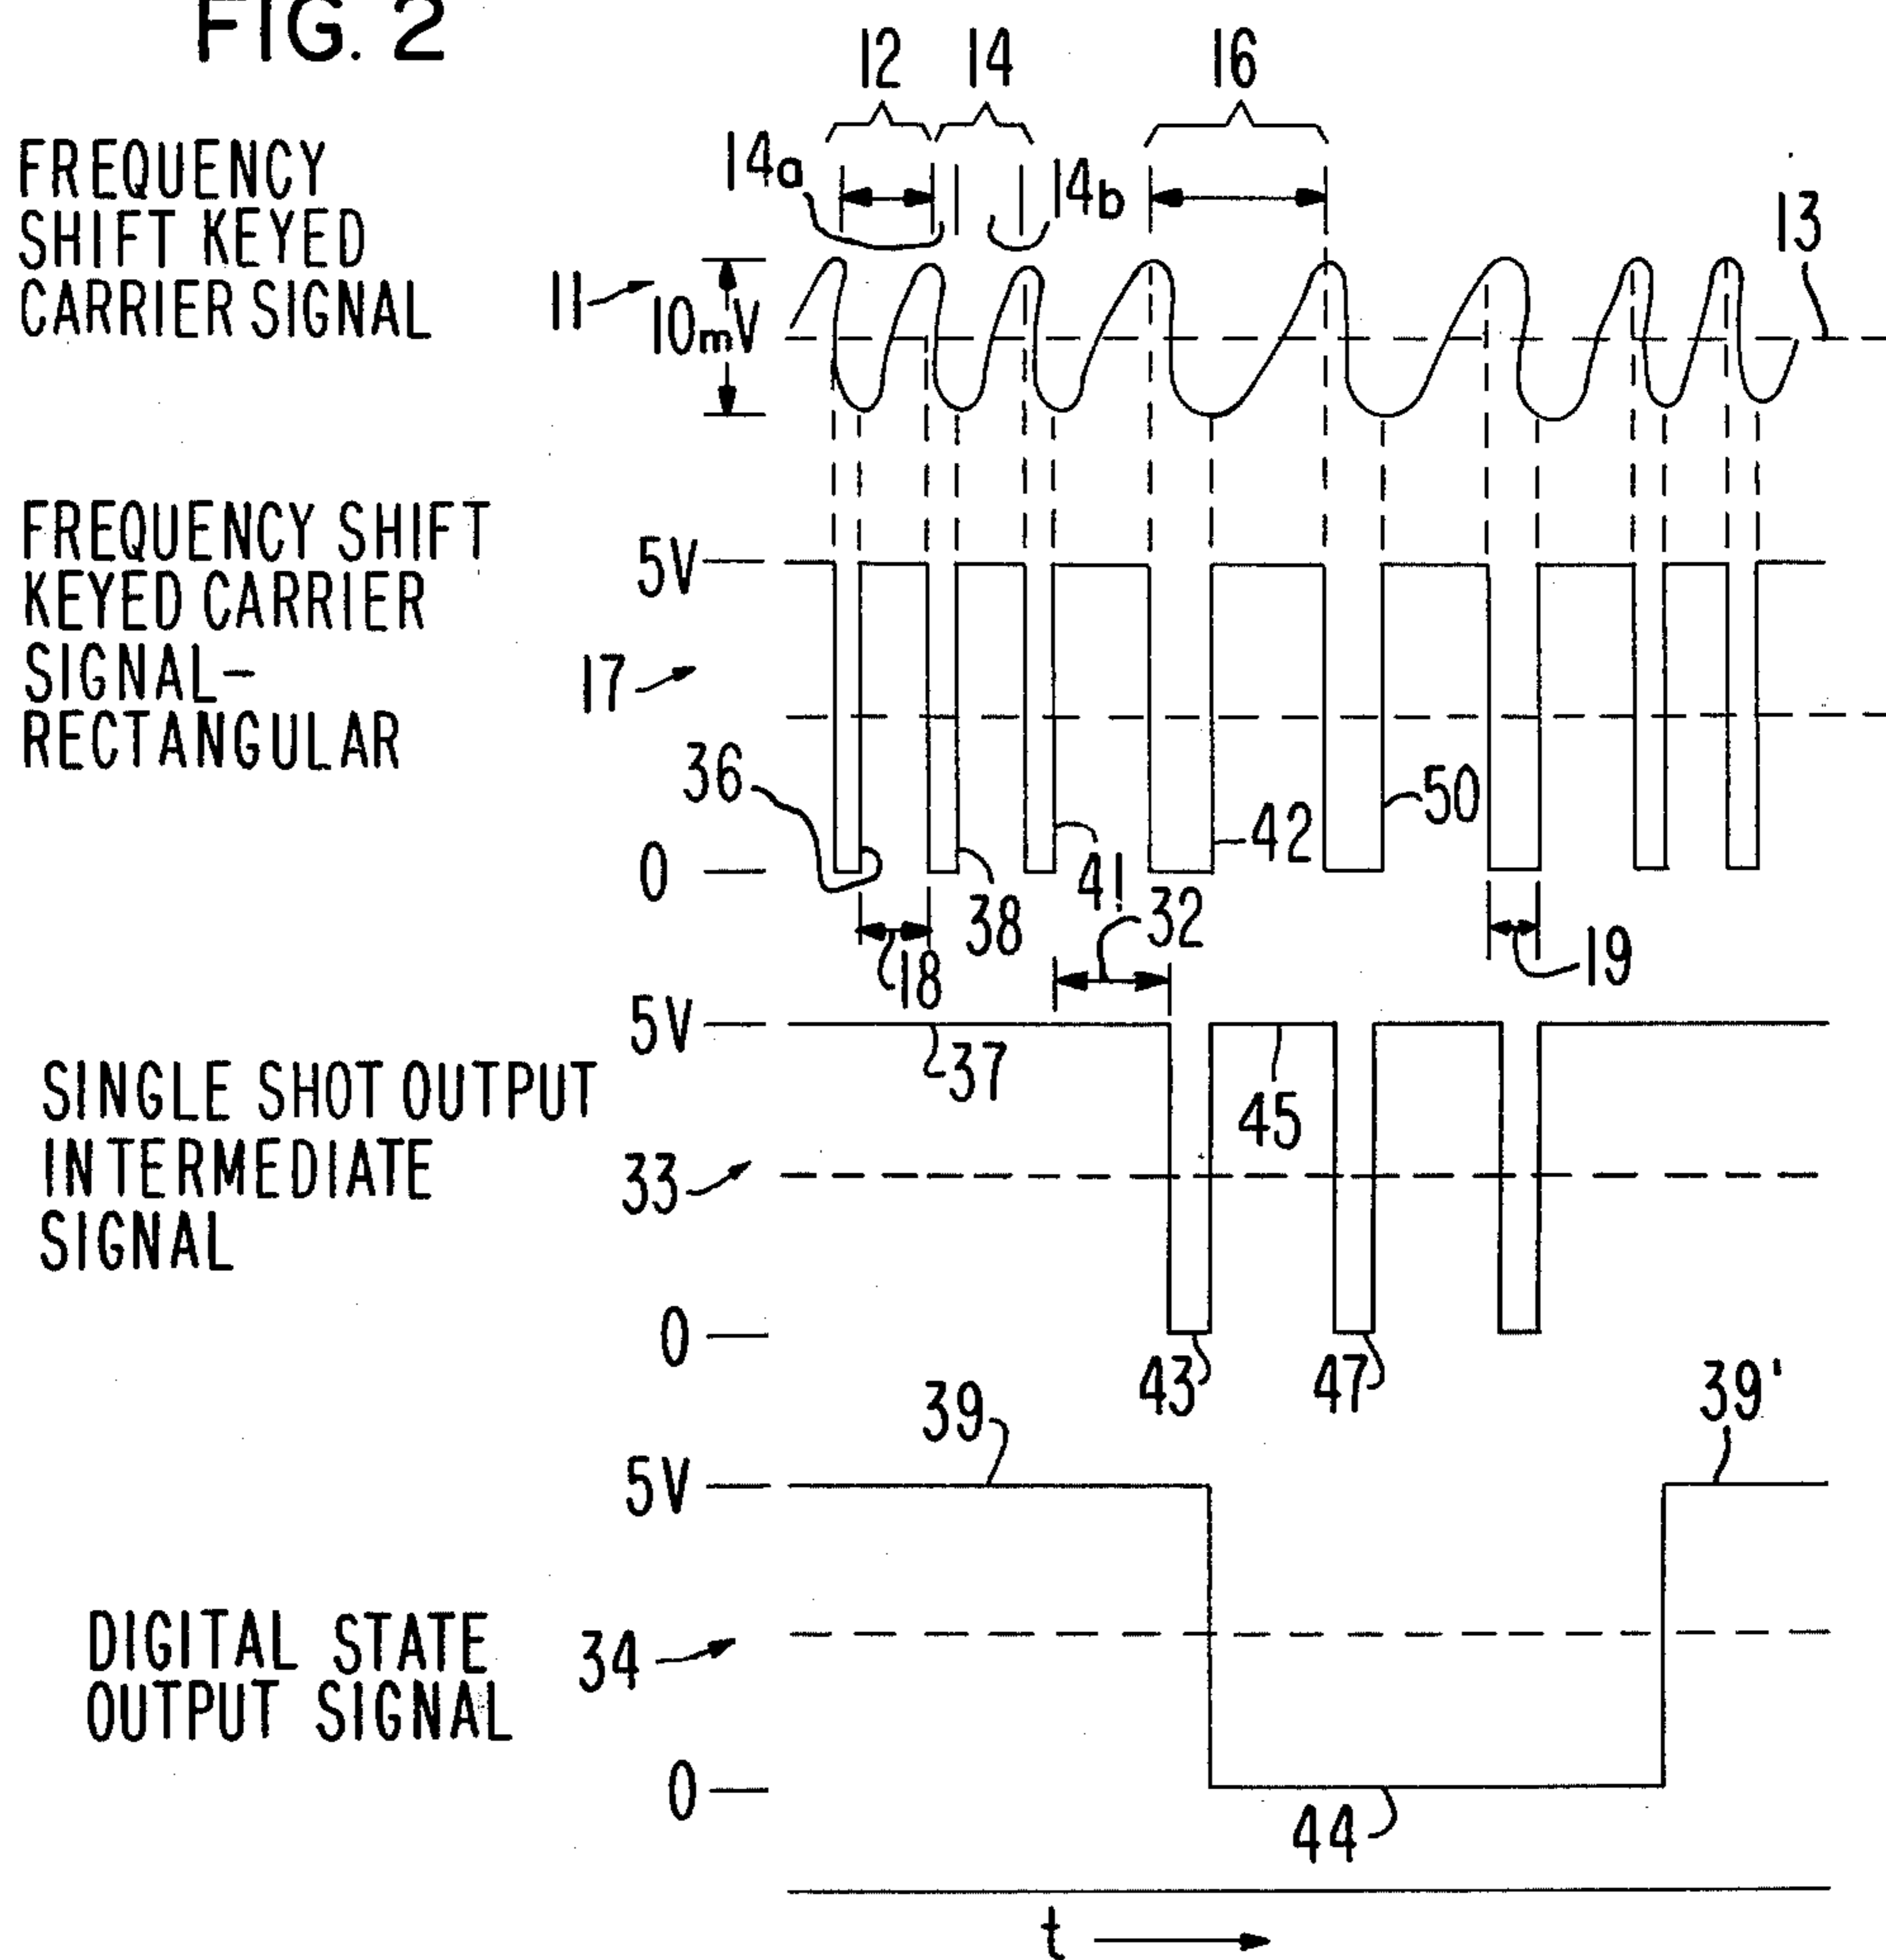 FIG. 2
12 14 16
14a 14b
13
FREQUENCY
SHIFT KEYED
CARRIER SIGNAL
11
10mV
FREQUENCY SHIFT
KEYED CARRIER
SIGNAL-
RECTANGULAR
5V
17
36
0
38
41
42
50
18
32
19
5V
37
45
SINGLE SHOT OUTPUT
INTERMEDIATE
SIGNAL
33
0
43
47
39
39'
5V
DIGITAL STATE
OUTPUT SIGNAL
34
0
44
t